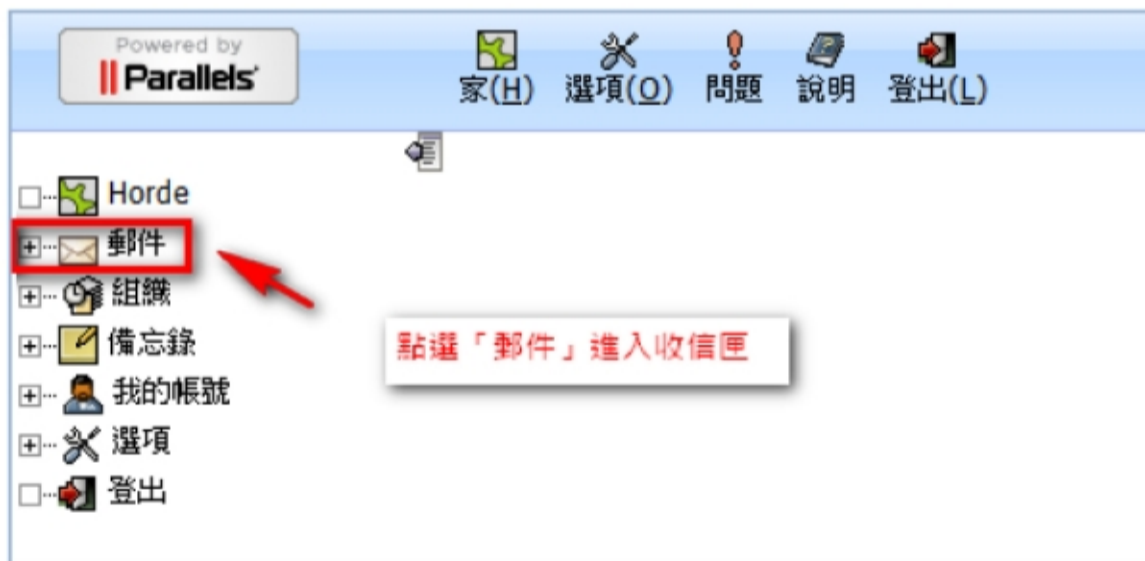 Powered by
Parallels
家(H) 選項(O) 問題 說明 登出(L)
Horde
郵件
組織
點選「郵件」進入收信匣
備忘錄
我的帳號
選項
登出